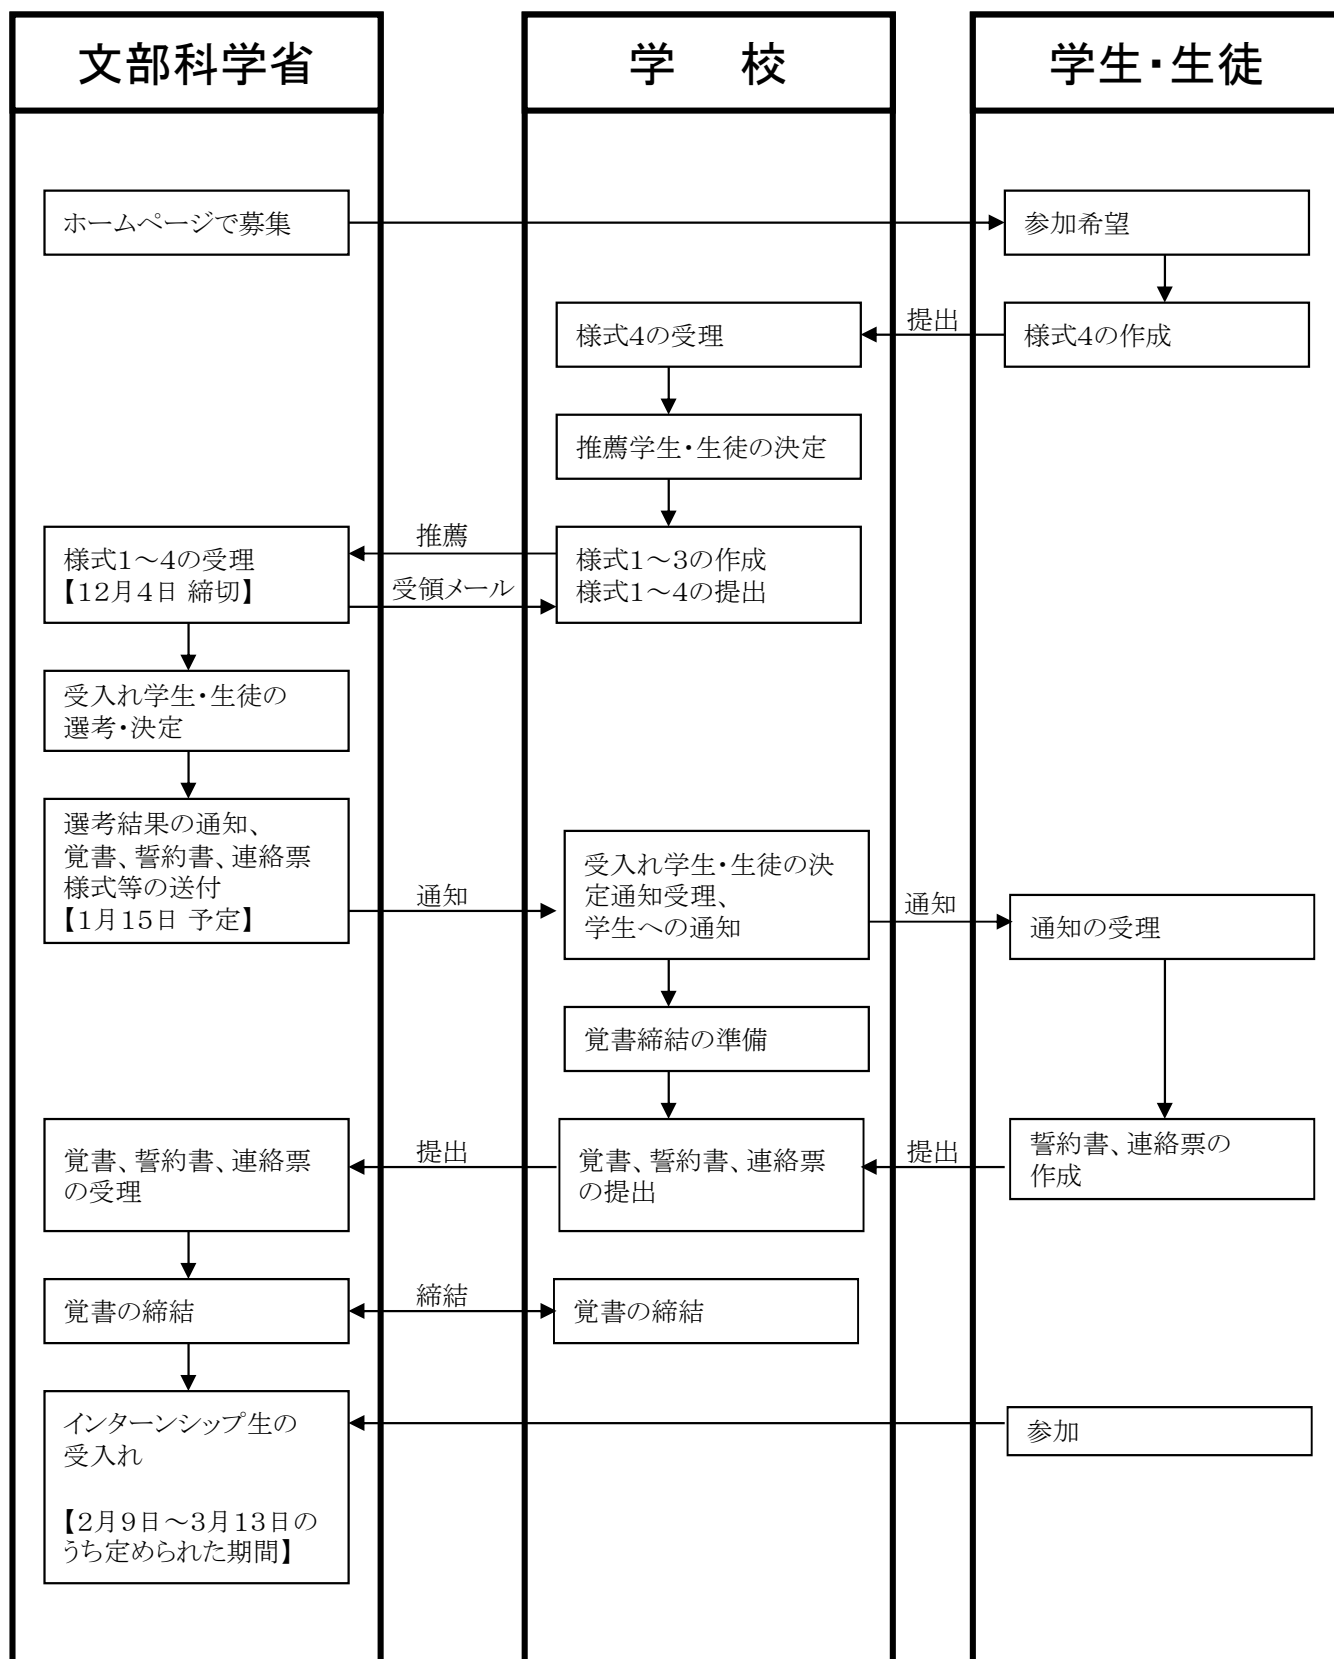 文部科学省
学 校
学生・生徒
ホームページで募集
参加希望
様式4の受理
提出
様式4の作成
推薦学生・生徒の決定
様式1～4の受理
【12月4日 締切】
推薦
受領メール
様式1～3の作成
様式1～4の提出
受入れ学生・生徒の
選考・決定
選考結果の通知、
覚書、誓約書、連絡票
様式等の送付
【1月15日 予定】
通知
受入れ学生・生徒の決
定通知受理、
学生への通知
通知
通知の受理
覚書締結の準備
覚書、誓約書、連絡票
の受理
提出
覚書、誓約書、連絡票
の提出
提出
誓約書、連絡票の
作成
覚書の締結
締結
覚書の締結
インターンシップ生の
受入れ
【2月9日～3月13日の
うち定められた期間】
参加